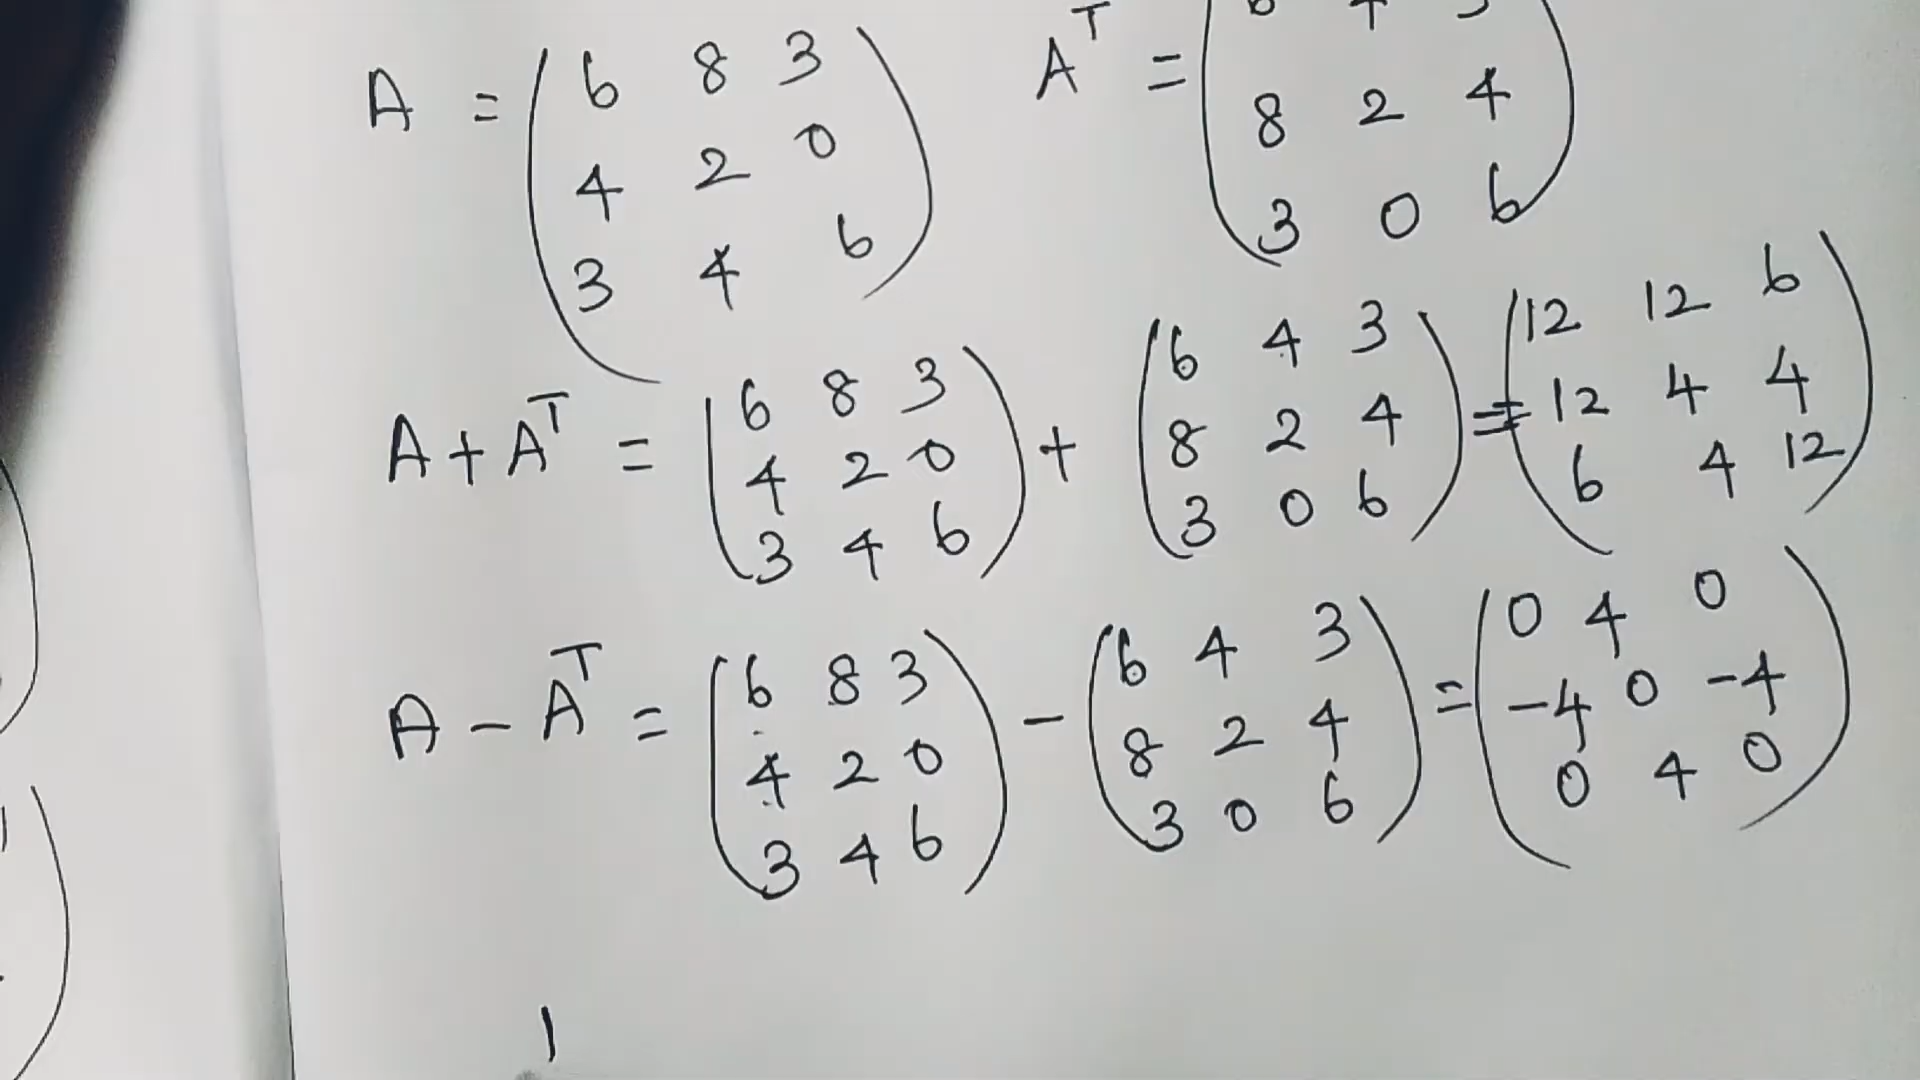 A = ( 6 8 3
4 2 0
3 4 6 )
A^T = (
8 2 4
3 0 6 )
A + A^T = ( 6 8 3
4 2 0
3 4 6 ) + ( 6 4 3
8 2 4
3 0 6 ) = ( 12 12 6
12 4 4
6 4 12 )
A - A^T = ( 6 8 3
4 2 0
3 4 6 ) - ( 6 4 3
8 2 4
3 0 6 ) = ( 0 4 0
-4 0 -4
0 4 0 )